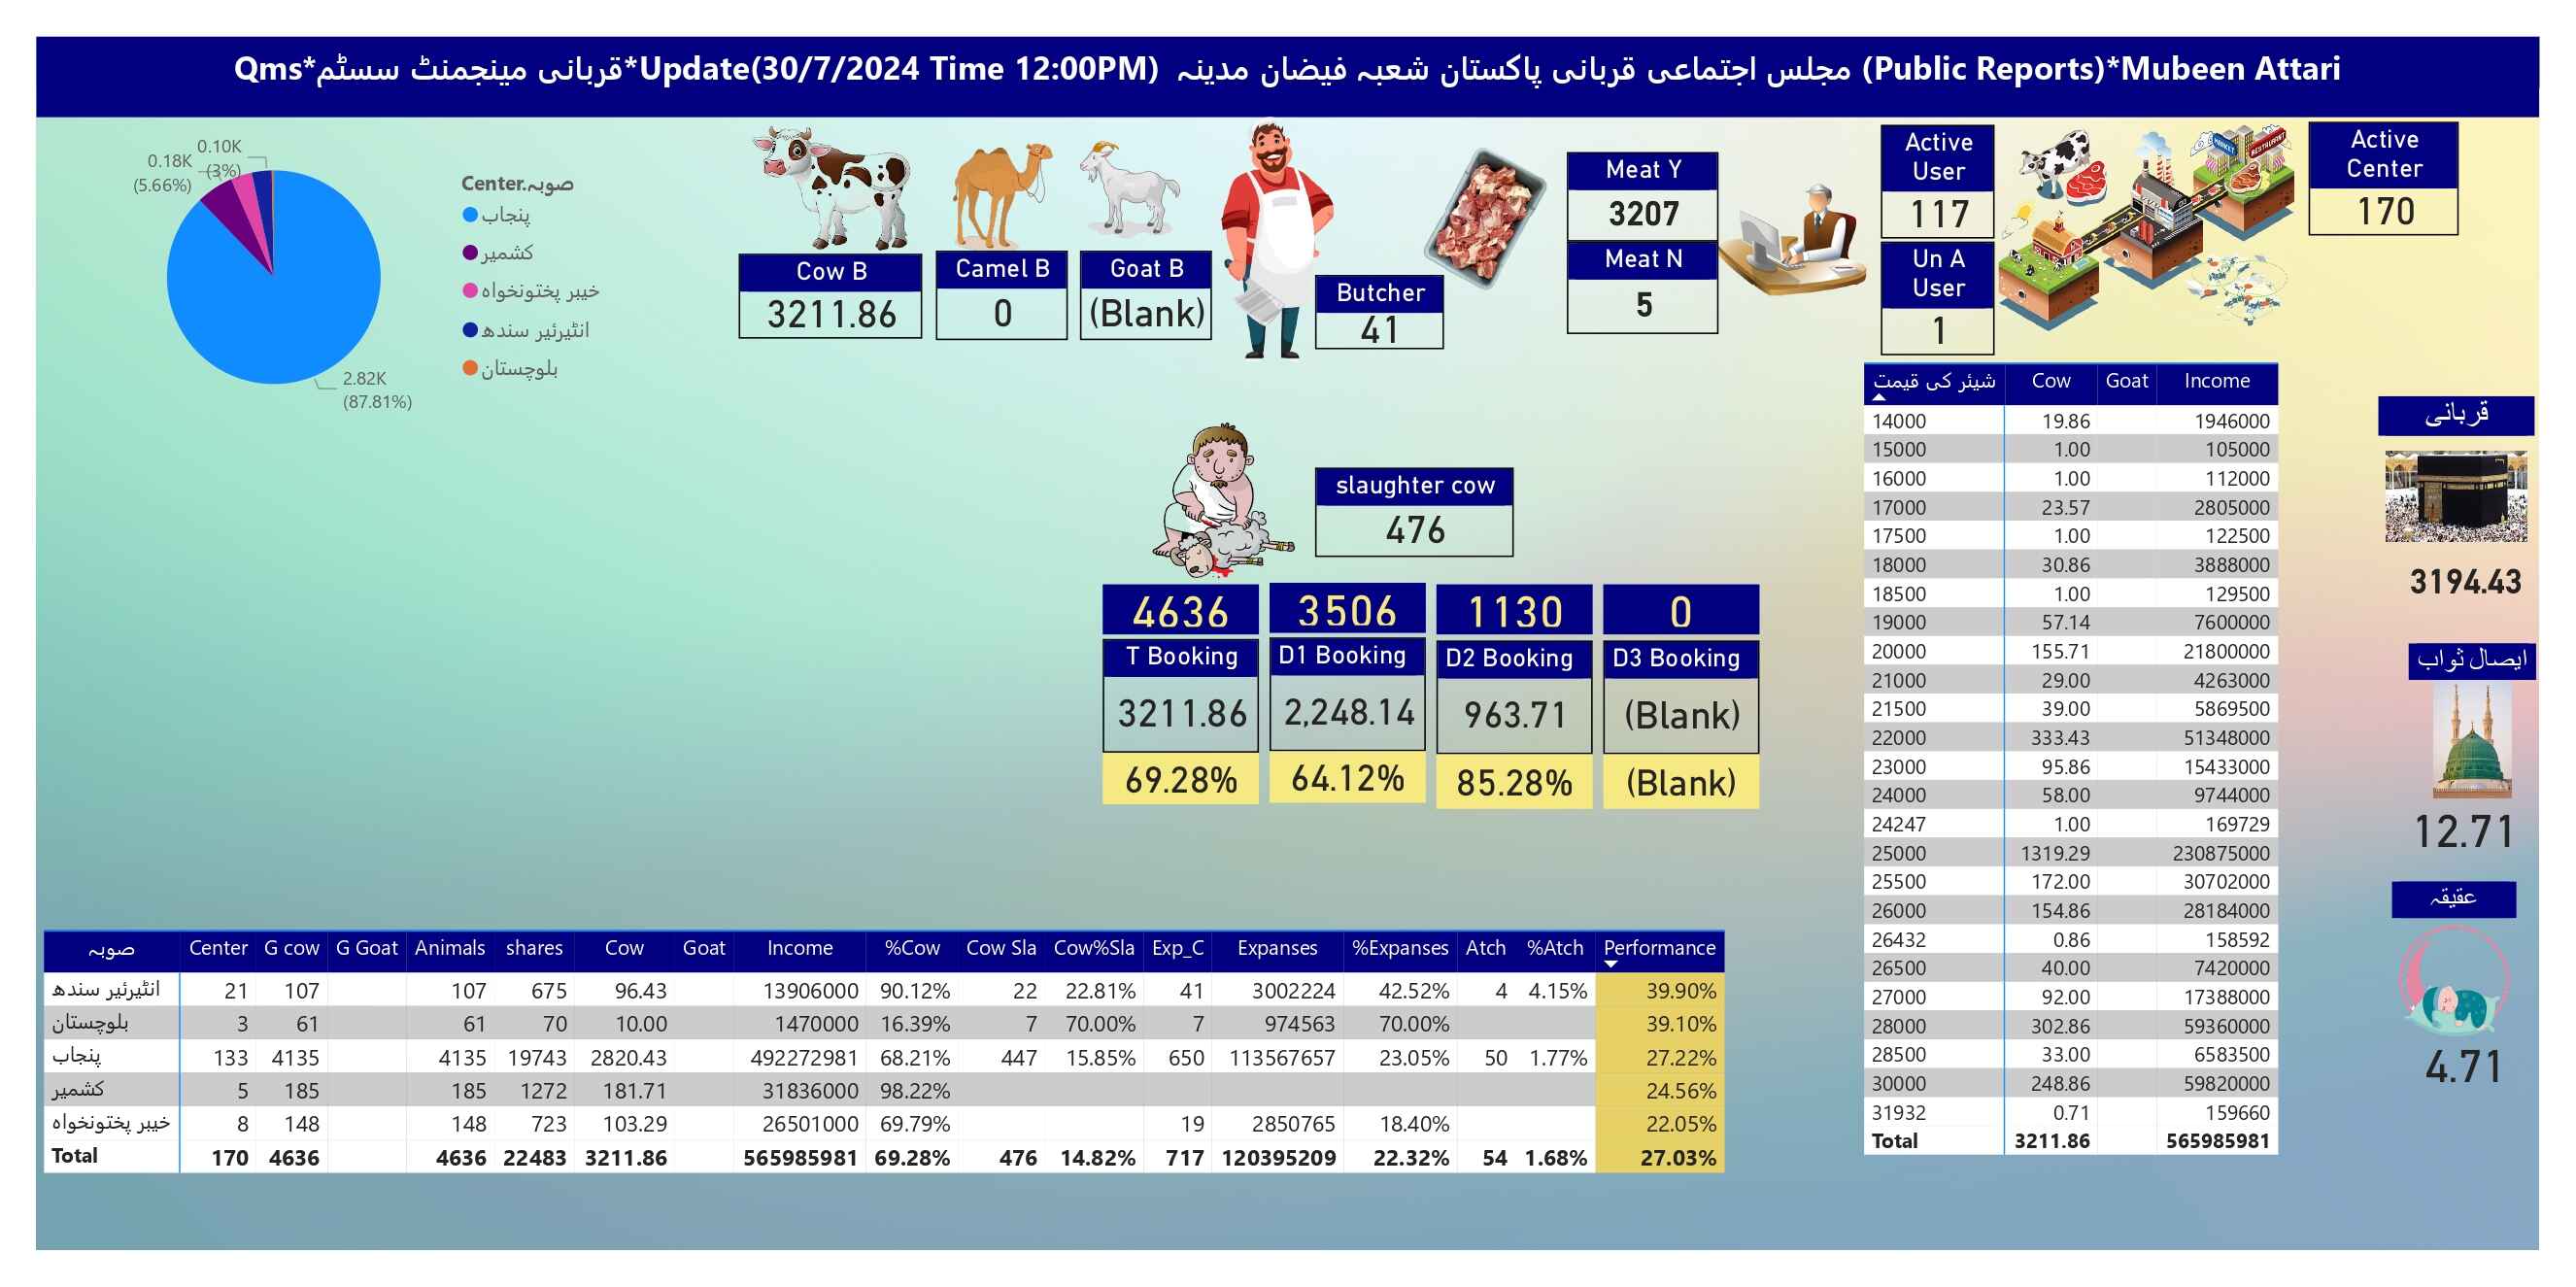 Qms*قربانی مینجمنٹ سسٹم*Update(30/7/2024 Time 12:00PM) مجلس اجتماعی قربانی پاکستان شعبہ فیضان مدینہ (Public Reports)*Mubeen Attari
0.10K
(3%)
0.18K
(5.66%)
2.82K
(87.81%)
Center.صوبہ
پنجاب
کشمیر
خیبر پختونخواہ
انٹیرئیر سندھ
بلوچستان
Cow B
3211.86
Camel B
0
Goat B
(Blank)
Butcher
41
Meat Y
3207
Meat N
5
Active User
117
Un A User
1
MARKET
RESTAURANT
Active Center
170
slaughter cow
476
4636 3506 1130 0
T Booking D1 Booking D2 Booking D3 Booking
3211.86 2,248.14 963.71 (Blank)
69.28% 64.12% 85.28% (Blank)
شیئر کی قیمت Cow Goat Income
14000 19.86 1946000
15000 1.00 105000
16000 1.00 112000
17000 23.57 2805000
17500 1.00 122500
18000 30.86 3888000
18500 1.00 129500
19000 57.14 7600000
20000 155.71 21800000
21000 29.00 4263000
21500 39.00 5869500
22000 333.43 51348000
23000 95.86 15433000
24000 58.00 9744000
24247 1.00 169729
25000 1319.29 230875000
25500 172.00 30702000
26000 154.86 28184000
26432 0.86 158592
26500 40.00 7420000
27000 92.00 17388000
28000 302.86 59360000
28500 33.00 6583500
30000 248.86 59820000
31932 0.71 159660
Total 3211.86 565985981
قربانی
3194.43
ایصال ثواب
12.71
عقیقہ
4.71
صوبہ Center G cow G Goat Animals shares Cow Goat Income %Cow Cow Sla Cow%Sla Exp_C Expanses %Expanses Atch %Atch Performance
انٹیرئیر سندھ 21 107 107 675 96.43 13906000 90.12% 22 22.81% 41 3002224 42.52% 4 4.15% 39.90%
بلوچستان 3 61 61 70 10.00 1470000 16.39% 7 70.00% 7 974563 70.00% 39.10%
پنجاب 133 4135 4135 19743 2820.43 492272981 68.21% 447 15.85% 650 113567657 23.05% 50 1.77% 27.22%
کشمیر 5 185 185 1272 181.71 31836000 98.22% 24.56%
خیبر پختونخواہ 8 148 148 723 103.29 26501000 69.79% 19 2850765 18.40% 22.05%
Total 170 4636 4636 22483 3211.86 565985981 69.28% 476 14.82% 717 120395209 22.32% 54 1.68% 27.03%